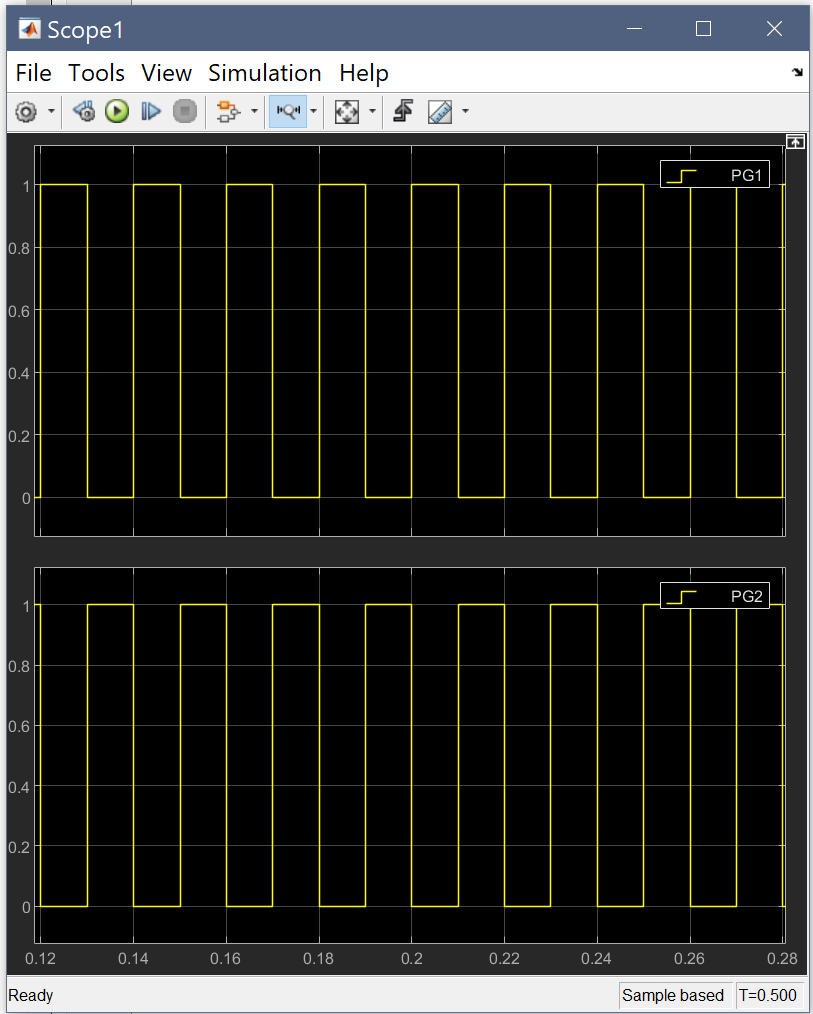 Scope1
File Tools View Simulation Help
PG1
1
0.8
0.6
0.4
0.2
0
PG2
1
0.8
0.6
0.4
0.2
0
0.12 0.14 0.16 0.18 0.2 0.22 0.24 0.26 0.28
Ready Sample based T=0.500